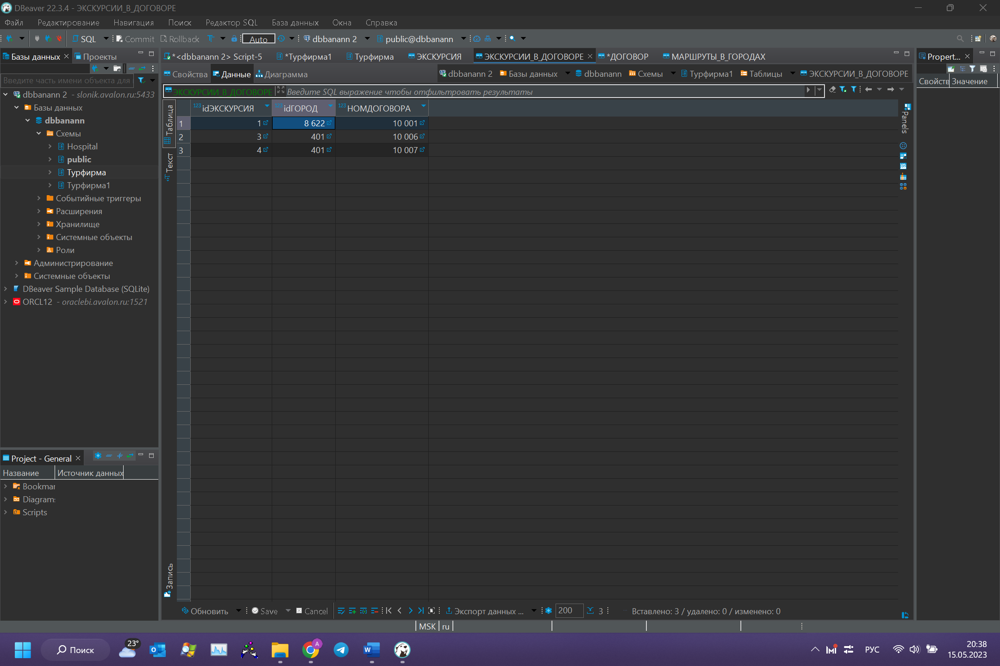 DBeaver 22.3.4 - ЭКСКУРСИИ_В_ДОГОВОРЕ
Файл Редактирование Навигация Поиск Редактор SQL База данных Окна Справка
SQL Commit Rollback Auto dbbanann 2 public@dbbanann
Базы данных Проекты
Введите часть имени объекта для
dbbanann 2 - slonik.avalon.ru:5433
Базы данных
dbbanann
Схемы
Hospital
public
Турфирма
Турфирма1
Событийные триггеры
Расширения
Хранилище
Системные объекты
Роли
Администрирование
Системные объекты
DBeaver Sample Database (SQLite)
ORCL12 - oraclebi.avalon.ru:1521
Project - General
Название Источник данных
Bookmar
Diagrams
Scripts
*<dbbanann 2> Script-5 *Турфирма1 Турфирма ЭКСКУРСИЯ ЭКСКУРСИИ_В_ДОГОВОРЕ *ДОГОВОР МАРШРУТЫ_В_ГОРОДАХ
Свойства Данные Диаграмма dbbanann 2 Базы данных dbbanann Схемы Турфирма1 Таблицы ЭКСКУРСИИ_В_ДОГОВОРЕ
ЭКСКУРСИИ_В_ДОГОВОРЕ Введите SQL выражение чтобы отфильтровать результаты
Таблица
Текст
Запись
123 idЭКСКУРСИЯ 123 idГОРОД 123 НОМДОГОВОРА
1 1 8 622 10 001
2 3 401 10 006
3 4 401 10 007
Panels
Propert...
Свойств Значение
Обновить Save Cancel Экспорт данных ... 200 3 Вставлено: 3 / удалено: 0 / изменено: 0
MSK ru
23° Поиск A РУС 20:38
15.05.2023